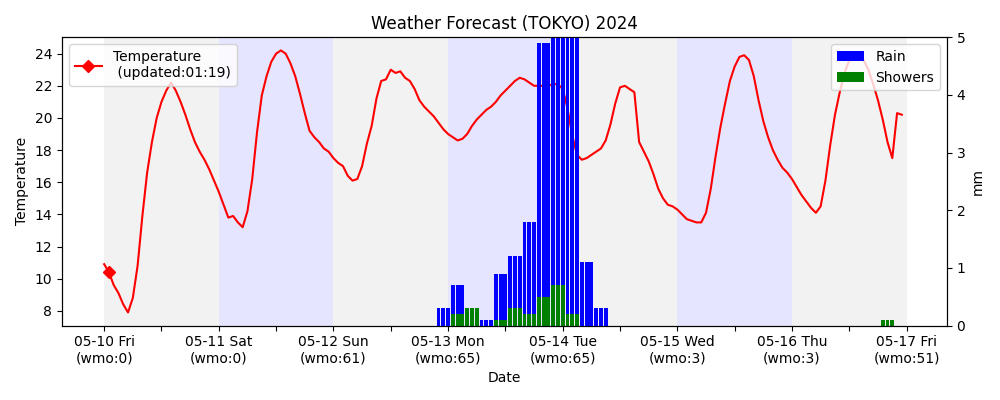 Weather Forecast (TOKYO) 2024
Temperature
(updated:01:19)
Rain
Showers
Temperature
24
22
20
18
16
14
12
10
8
5
4
3
2
1
0
mm
05-10 Fri
(wmo:0)
05-11 Sat
(wmo:0)
05-12 Sun
(wmo:61)
05-13 Mon
(wmo:65)
05-14 Tue
(wmo:65)
05-15 Wed
(wmo:3)
05-16 Thu
(wmo:3)
05-17 Fri
(wmo:51)
Date